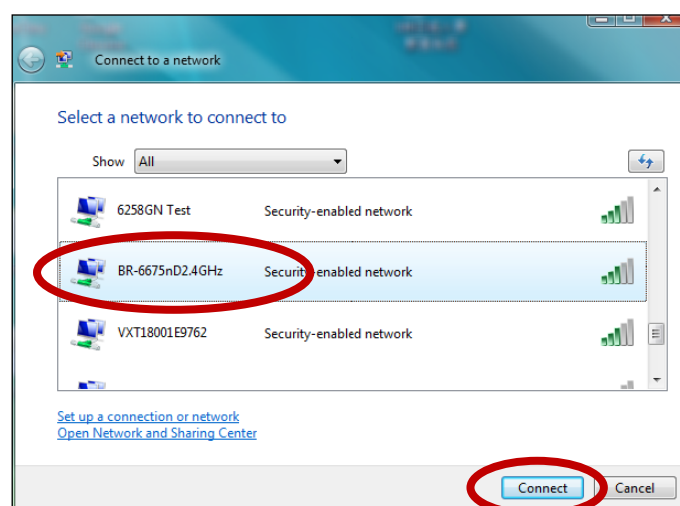 Connect to a network
Select a network to connect to
Show All
6258GN Test Security-enabled network
BR-6675nD2.4GHz Security-enabled network
VXT18001E9762 Security-enabled network
Set up a connection or network
Open Network and Sharing Center
Connect Cancel